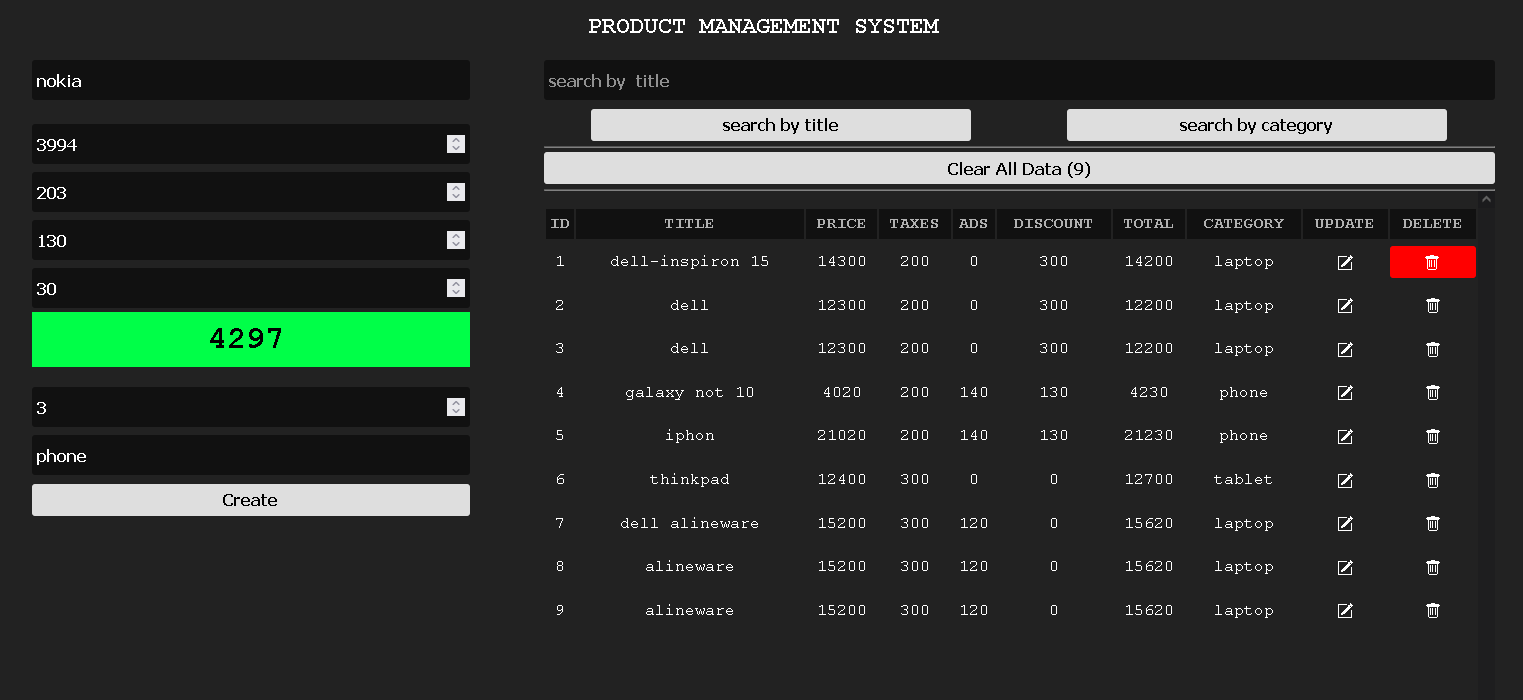 PRODUCT MANAGEMENT SYSTEM
nokia
3994
203
130
30
4297
3
phone
Create
search by title
search by title search by category
Clear All Data (9)
ID TITLE PRICE TAXES ADS DISCOUNT TOTAL CATEGORY UPDATE DELETE
1 dell-inspiron 15 14300 200 0 300 14200 laptop
2 dell 12300 200 0 300 12200 laptop
3 dell 12300 200 0 300 12200 laptop
4 galaxy not 10 4020 200 140 130 4230 phone
5 iphon 21020 200 140 130 21230 phone
6 thinkpad 12400 300 0 0 12700 tablet
7 dell alineware 15200 300 120 0 15620 laptop
8 alineware 15200 300 120 0 15620 laptop
9 alineware 15200 300 120 0 15620 laptop